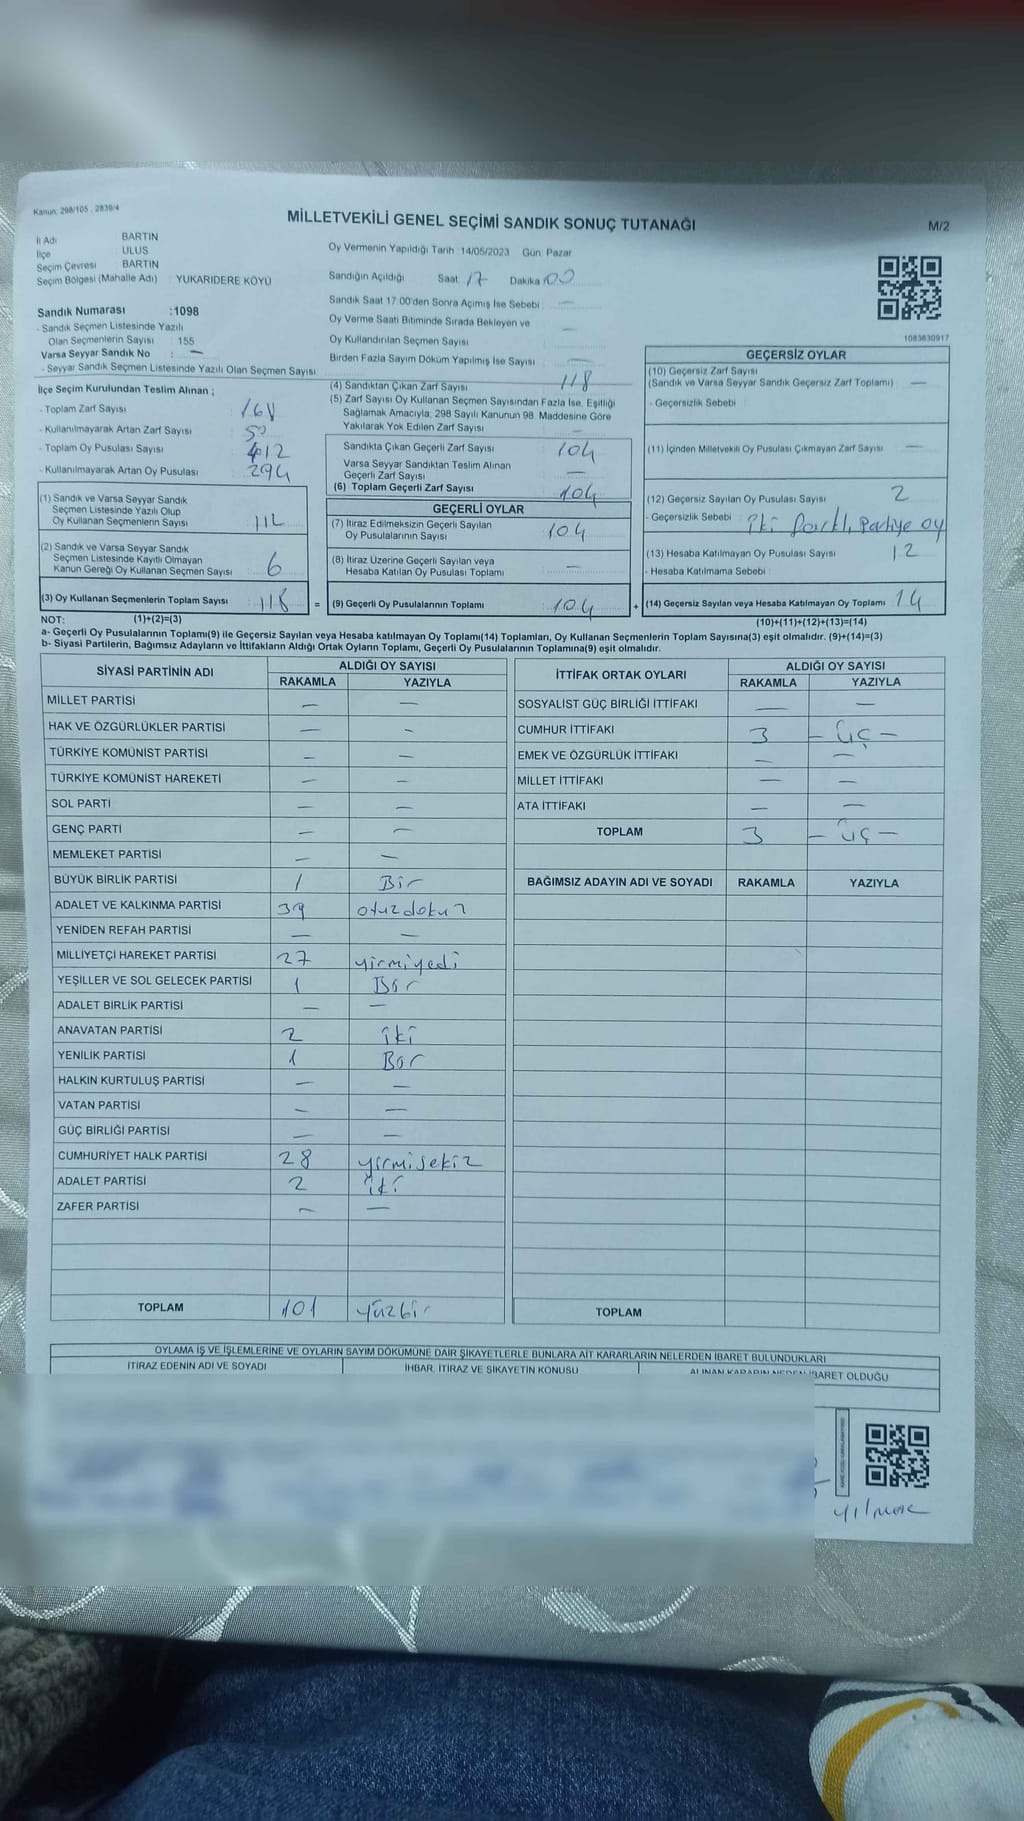 Kanun: 298/105 , 2839/4
MİLLETVEKİLİ GENEL SEÇİMİ SANDIK SONUÇ TUTANAĞI
M/2
İl Adı BARTIN
İlçe ULUS
Seçim Çevresi BARTIN
Seçim Bölgesi (Mahalle Adı) YUKARIDERE KÖYÜ
Oy Vermenin Yapıldığı Tarih :14/05/2023 Gün: Pazar
Sandığın Açıldığı Saat 17 Dakika 00
Sandık Saat 17:00'den Sonra Açımış İse Sebebi : —
Oy Verme Saati Bitiminde Sırada Bekleyen ve
Oy Kullandırılan Seçmen Sayısı —
Birden Fazla Sayım Döküm Yapılmış İse Sayısı —
Sandık Numarası :1098
- Sandık Seçmen Listesinde Yazılı
Olan Seçmenlerin Sayısı : 155
Varsa Seyyar Sandık No : —
- Seyyar Sandık Seçmen Listesinde Yazılı Olan Seçmen Sayısı
1083630917
İlçe Seçim Kurulundan Teslim Alınan ;
- Toplam Zarf Sayısı
- Kullanılmayarak Artan Zarf Sayısı 50
- Toplam Oy Pusulası Sayısı 412
- Kullanılmayarak Artan Oy Pusulası 294
(1) Sandık ve Varsa Seyyar Sandık
Seçmen Listesinde Yazılı Olup
Oy Kullanan Seçmenlerin Sayısı 112
(2) Sandık ve Varsa Seyyar Sandık
Seçmen Listesinde Kayıtlı Olmayan
Kanun Gereği Oy Kullanan Seçmen Sayısı 6
(3) Oy Kullanan Seçmenlerin Toplam Sayısı 118
(4) Sandıktan Çıkan Zarf Sayısı 118
(5) Zarf Sayısı Oy Kullanan Seçmen Sayısından Fazla İse, Eşitliği
Sağlamak Amacıyla, 298 Sayılı Kanunun 98. Maddesine Göre
Yakılarak Yok Edilen Zarf Sayısı —
Sandıkta Çıkan Geçerli Zarf Sayısı 104
Varsa Seyyar Sandıktan Teslim Alınan
Geçerli Zarf Sayısı —
(6) Toplam Geçerli Zarf Sayısı 104
GEÇERLİ OYLAR
(7) İtiraz Edilmeksizin Geçerli Sayılan
Oy Pusulalarının Sayısı 104
(8) İtiraz Üzerine Geçerli Sayılan veya
Hesaba Katılan Oy Pusulası Toplamı —
= (9) Geçerli Oy Pusulalarının Toplamı 104 +
GEÇERSİZ OYLAR
(10) Geçersiz Zarf Sayısı
(Sandık ve Varsa Seyyar Sandık Geçersiz Zarf Toplamı) —
- Geçersizlik Sebebi :
(11) İçinden Milletvekili Oy Pusulası Çıkmayan Zarf Sayısı —
(12) Geçersiz Sayılan Oy Pusulası Sayısı 2
- Geçersizlik Sebebi : iki farklı partiye oy
(13) Hesaba Katılmayan Oy Pusulası Sayısı 12
- Hesaba Katılmama Sebebi :
(14) Geçersiz Sayılan veya Hesaba Katılmayan Oy Toplamı 14
NOT: (1)+(2)=(3) (10)+(11)+(12)+(13)=(14)
a- Geçerli Oy Pusulalarının Toplamı(9) ile Geçersiz Sayılan veya Hesaba katılmayan Oy Toplamı(14) Toplamları, Oy Kullanan Seçmenlerin Toplam Sayısına(3) eşit olmalıdır. (9)+(14)=(3)
b- Siyasi Partilerin, Bağımsız Adayların ve İttifakların Aldığı Ortak Oyların Toplamı, Geçerli Oy Pusulalarının Toplamına(9) eşit olmalıdır.
SİYASİ PARTİNİN ADI ALDIĞI OY SAYISI
RAKAMLA YAZIYLA
MİLLET PARTİSİ — —
HAK VE ÖZGÜRLÜKLER PARTİSİ — —
TÜRKİYE KOMÜNİST PARTİSİ — —
TÜRKİYE KOMÜNİST HAREKETİ — —
SOL PARTİ — —
GENÇ PARTİ — —
MEMLEKET PARTİSİ — —
BÜYÜK BİRLİK PARTİSİ 1 Bir
ADALET VE KALKINMA PARTİSİ 39 otuzdokuz
YENİDEN REFAH PARTİSİ — —
MİLLİYETÇİ HAREKET PARTİSİ 27 yirmiyedi
YEŞİLLER VE SOL GELECEK PARTİSİ 1 Bir
ADALET BİRLİK PARTİSİ — —
ANAVATAN PARTİSİ 2 iki
YENİLİK PARTİSİ 1 Bir
HALKIN KURTULUŞ PARTİSİ — —
VATAN PARTİSİ — —
GÜÇ BİRLİĞİ PARTİSİ — —
CUMHURİYET HALK PARTİSİ 28 yirmisekiz
ADALET PARTİSİ 2 iki
ZAFER PARTİSİ — —
TOPLAM 101 yüzbir
İTTİFAK ORTAK OYLARI ALDIĞI OY SAYISI
RAKAMLA YAZIYLA
SOSYALİST GÜÇ BİRLİĞİ İTTİFAKI — —
CUMHUR İTTİFAKI 3 — üç —
EMEK VE ÖZGÜRLÜK İTTİFAKI — —
MİLLET İTTİFAKI — —
ATA İTTİFAKI — —
TOPLAM 3 — üç —
BAĞIMSIZ ADAYIN ADI VE SOYADI RAKAMLA YAZIYLA
TOPLAM
OYLAMA İŞ VE İŞLEMLERİNE VE OYLARIN SAYIM DÖKÜMÜNE DAİR ŞİKAYETLERLE BUNLARA AİT KARARLARIN NELERDEN İBARET BULUNDUKLARI
İTİRAZ EDENİN ADI VE SOYADI İHBAR, İTİRAZ VE ŞİKAYETİN KONUSU ALINAN KARARIN NEDEN İBARET OLDUĞU
yılmaz